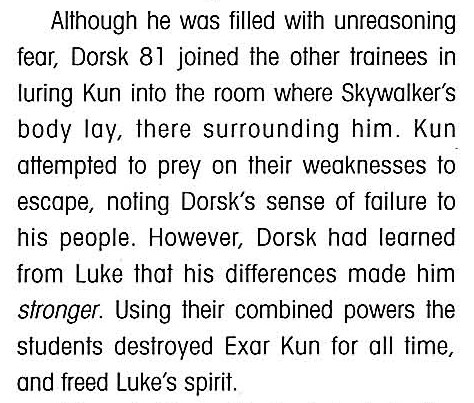 Although he was filled with unreasoning
fear, Dorsk 81 joined the other trainees in
luring Kun into the room where Skywalker's
body lay, there surrounding him. Kun
attempted to prey on their weaknesses to
escape, noting Dorsk's sense of failure to
his people. However, Dorsk had learned
from Luke that his differences made him
stronger. Using their combined powers the
students destroyed Exar Kun for all time,
and freed Luke's spirit.